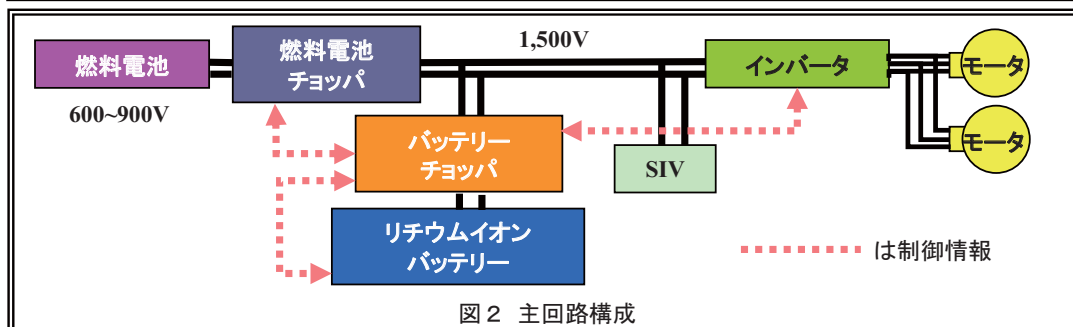 燃料電池
600~900V
燃料電池
チョッパ
1,500V
インバータ
モータ
モータ
バッテリー
チョッパ
SIV
リチウムイオン
バッテリー
は制御情報
図2 主回路構成